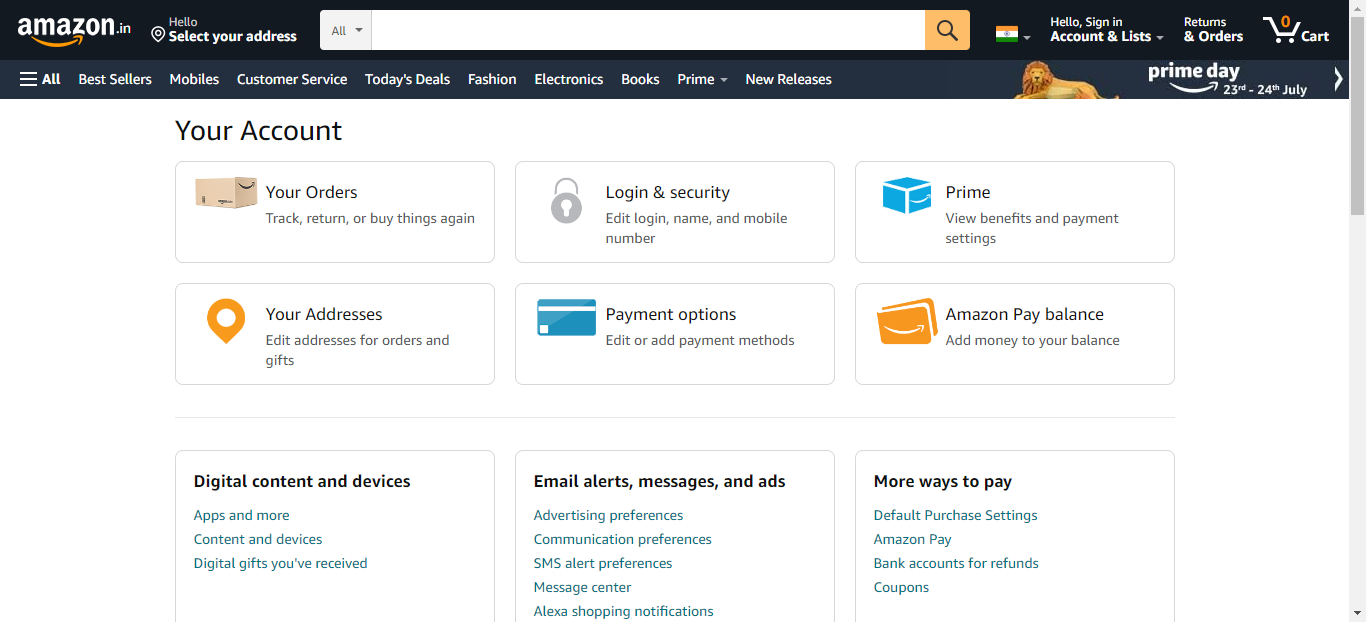 amazon.in
Hello
Select your address
All
Hello, Sign in
Account & Lists
Returns
& Orders
0
Cart
All
Best Sellers
Mobiles
Customer Service
Today's Deals
Fashion
Electronics
Books
Prime
New Releases
prime day
23rd - 24th July
Your Account
Your Orders
Track, return, or buy things again
Login & security
Edit login, name, and mobile
number
Prime
View benefits and payment
settings
Your Addresses
Edit addresses for orders and
gifts
Payment options
Edit or add payment methods
Amazon Pay balance
Add money to your balance
Digital content and devices
Apps and more
Content and devices
Digital gifts you've received
Email alerts, messages, and ads
Advertising preferences
Communication preferences
SMS alert preferences
Message center
Alexa shopping notifications
More ways to pay
Default Purchase Settings
Amazon Pay
Bank accounts for refunds
Coupons